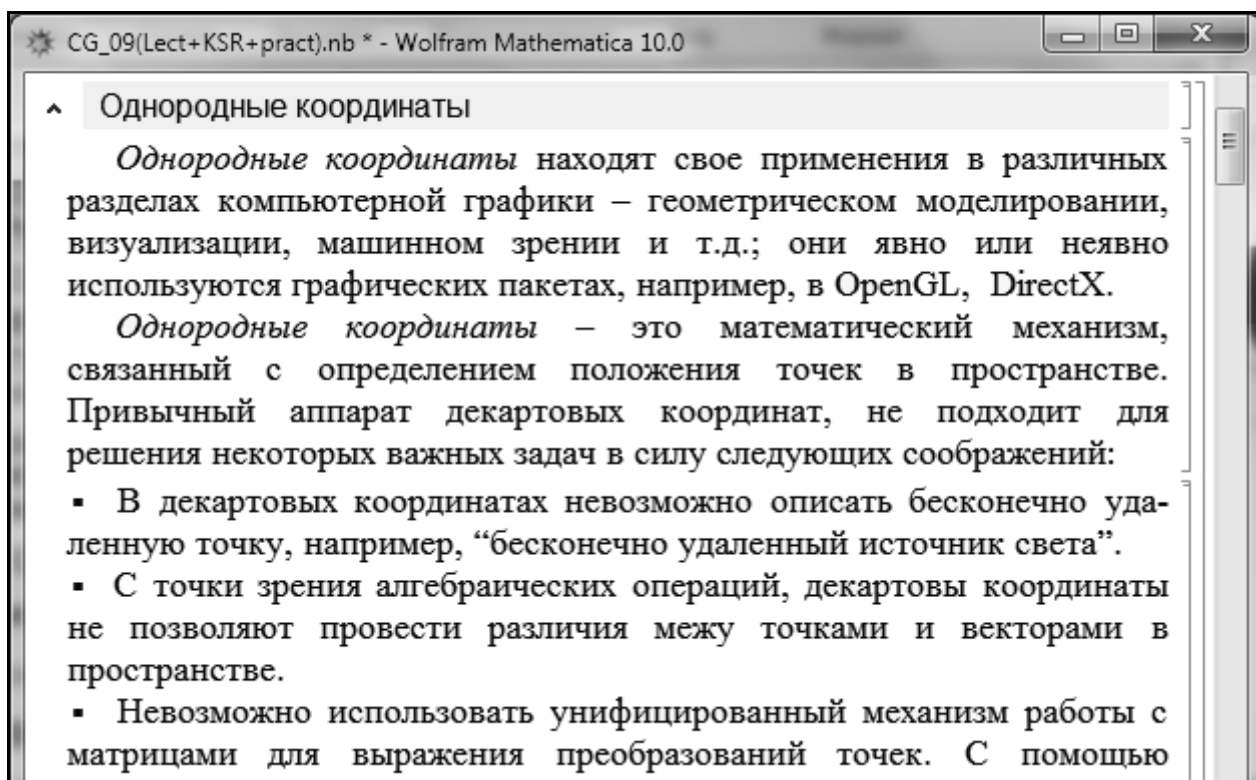 CG_09(Lect+KSR+pract).nb * - Wolfram Mathematica 10.0
Однородные координаты
Однородные координаты находят свое применения в различных
разделах компьютерной графики – геометрическом моделировании,
визуализации, машинном зрении и т.д.; они явно или неявно
используются графических пакетах, например, в OpenGL, DirectX.
Однородные координаты – это математический механизм,
связанный с определением положения точек в пространстве.
Привычный аппарат декартовых координат, не подходит для
решения некоторых важных задач в силу следующих соображений:
▪ В декартовых координатах невозможно описать бесконечно уда-
ленную точку, например, “бесконечно удаленный источник света”.
▪ С точки зрения алгебраических операций, декартовы координаты
не позволяют провести различия межу точками и векторами в
пространстве.
▪ Невозможно использовать унифицированный механизм работы с
матрицами для выражения преобразований точек. С помощью